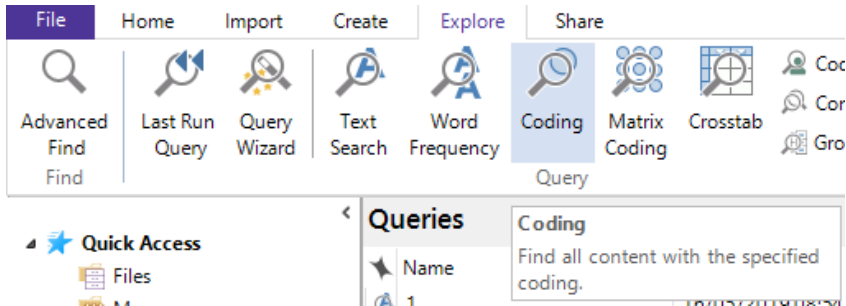 File Home Import Create Explore Share
Advanced Find
Last Run Query
Query Wizard
Text Search
Word Frequency
Coding
Matrix Coding
Crosstab
Find
Query
Quick Access
Files
Queries
Name
1
Coding
Find all content with the specified
coding.